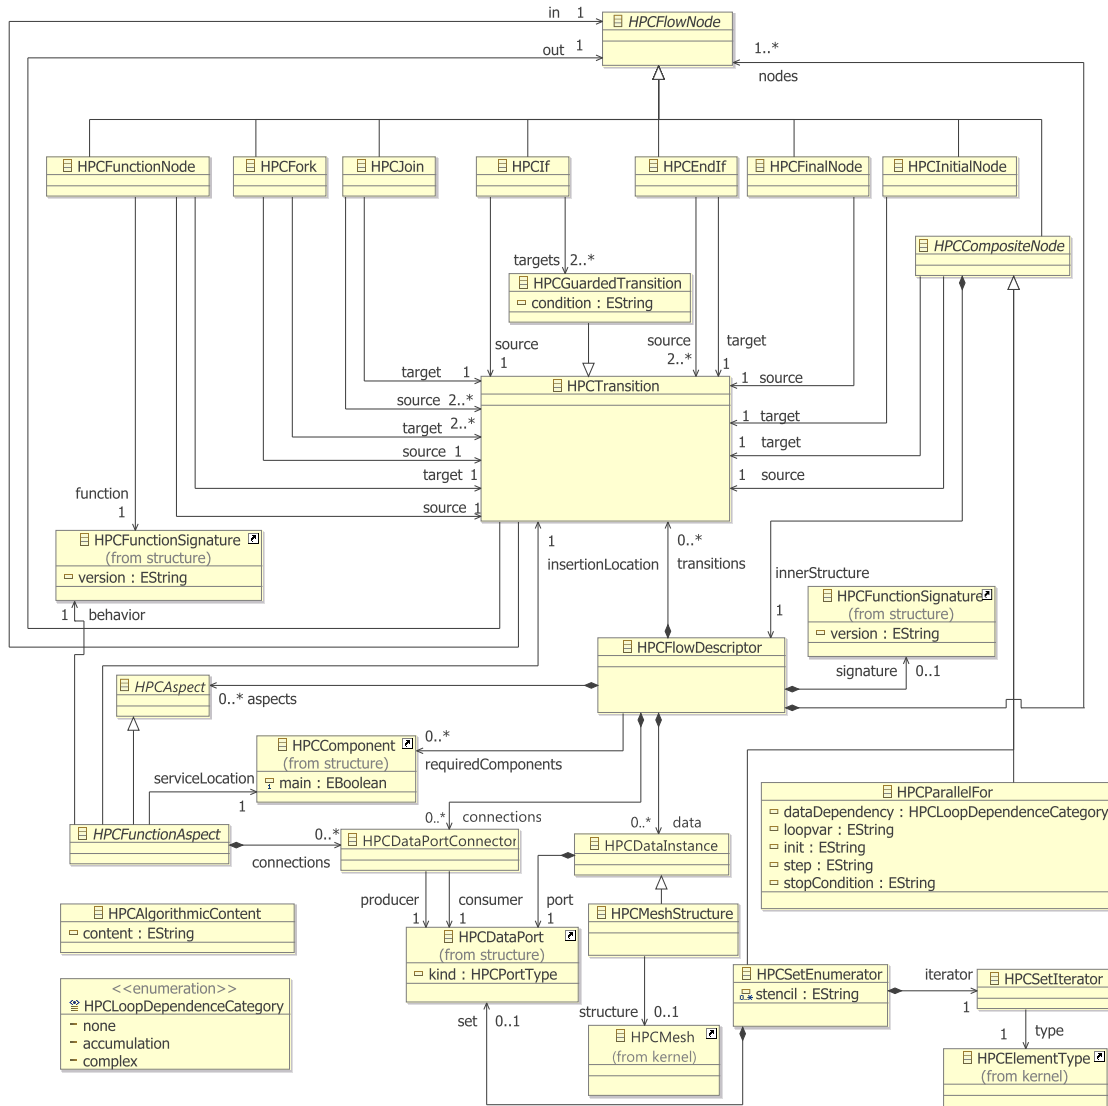 in 1
HPCFlowNode
out 1
1..*
nodes
HPCFunctionNode
HPCFork
HPCJoin
HPCIf
HPCEndIf
HPCFinalNode
HPCInitialNode
HPCCompositeNode
targets 2..*
HPCGuardedTransition
condition : EString
source
1
source
2..*
target
1
HPCTransition
target 1
1 source
source 2..*
target 2..*
1 target
source 1
1 target
target 1
1 source
source 1
function
1
HPCFunctionSignature
(from structure)
version : EString
1 behavior
1
insertionLocation
0..*
transitions
innerStructure
1
HPCFunctionSignature
(from structure)
version : EString
signature 0..1
HPCFlowDescriptor
HPCAspect
0..* aspects
HPCComponent
(from structure)
main : EBoolean
0..*
requiredComponents
serviceLocation
1
HPCFunctionAspect
0..*
connections
0..* connections
HPCDataPortConnector
0..* data
HPCDataInstance
HPCParallelFor
dataDependency : HPCLoopDependenceCategory
loopvar : EString
init : EString
step : EString
stopCondition : EString
producer
1
consumer
1
port
1
HPCAlgorithmicContent
content : EString
HPCMeshStructure
HPCDataPort
(from structure)
kind : HPCPortType
<<enumeration>>
HPCLoopDependenceCategory
none
accumulation
complex
set 0..1
structure 0..1
HPCMesh
(from kernel)
HPCSetEnumerator
0..*
stencil : EString
iterator
1
HPCSetIterator
1 type
HPCElementType
(from kernel)